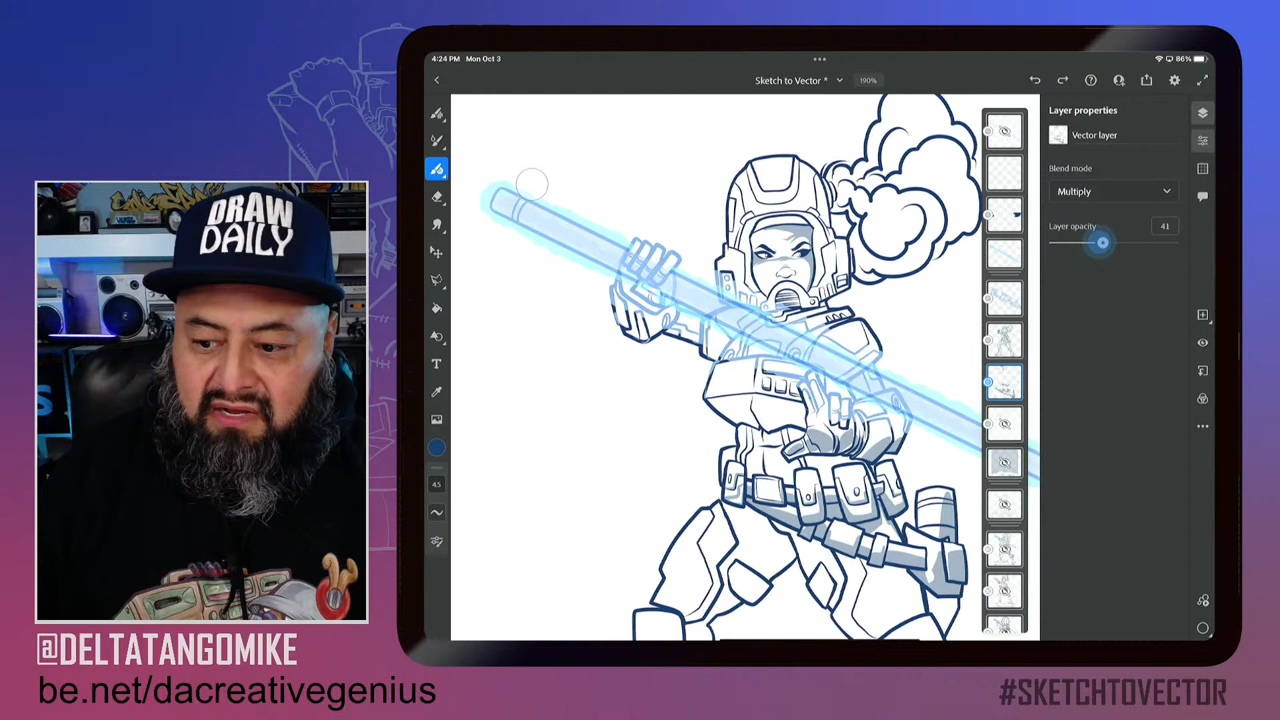 4:24 PM Mon Oct 3
86%
Sketch to Vector *
190%
Layer properties
Vector layer
Blend mode
Multiply
Layer opacity
41
T
45
DRAW
DAILY
S
@DELTATANGOMIKE
be.net/dacreativegenius
#SKETCHTOVECTOR